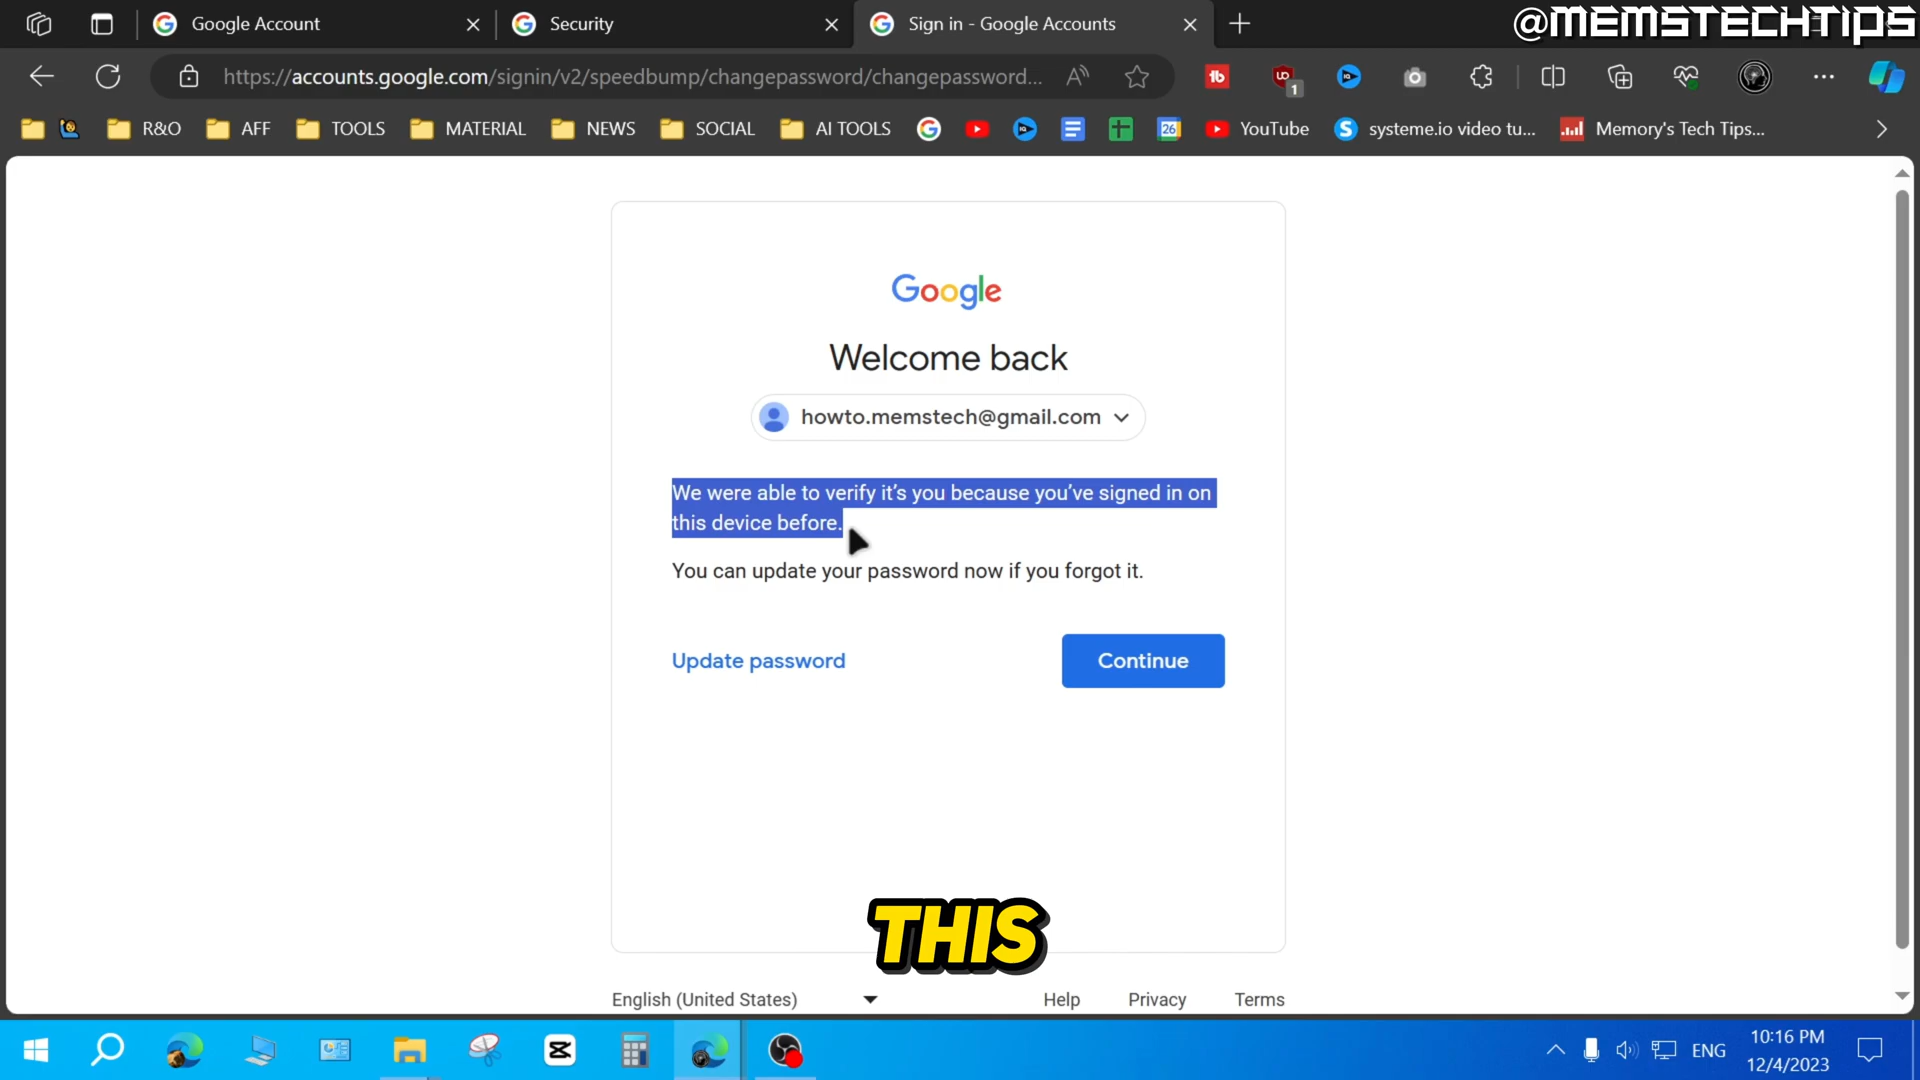 Google Account
Security
Sign in - Google Accounts
@MEMSTECHTIPS
https://accounts.google.com/signin/v2/speedbump/changepassword/changepassword...
1
R&O
AFF
TOOLS
MATERIAL
NEWS
SOCIAL
AI TOOLS
26
YouTube
systeme.io video tu...
Memory's Tech Tips...
Google
Welcome back
howto.memstech@gmail.com
We were able to verify it's you because you've signed in on
this device before.
You can update your password now if you forgot it.
Update password
Continue
THIS
English (United States)
Help
Privacy
Terms
ENG
10:16 PM
12/4/2023